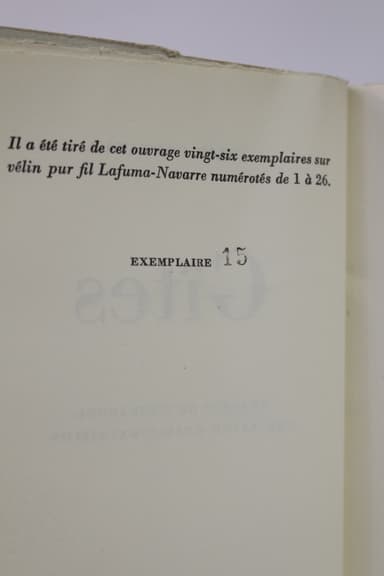 Il a été tiré de cet ouvrage vingt-six exemplaires sur
vélin pur fil Lafuma-Navarre numérotés de 1 à 26.
EXEMPLAIRE 15
Gîtes